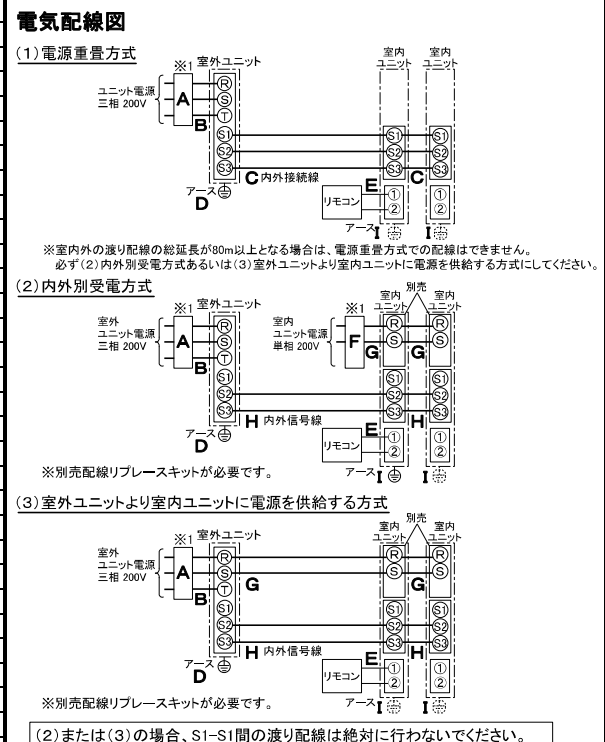 電気配線図
(1)電源重畳方式
※1 室外ユニット
室内
ユニット
室内
ユニット
ユニット電源
三相 200V
A
B
R
S
T
S1
S2
S3
S1
S2
S3
S1
S2
S3
C 内外接続線
C
アース
D
E
リモコン
①
②
①
②
アース I
I
※室内外の渡り配線の総延長が80m以上となる場合は、電源重畳方式での配線はできません。
必ず(2)内外別受電方式あるいは(3)室外ユニットより室内ユニットに電源を供給する方式にしてください。
(2)内外別受電方式
※1 室外ユニット
※1
室内
ユニット
別売
室内
ユニット
室外
ユニット電源
三相 200V
A
B
R
S
T
S1
S2
S3
室内
ユニット電源
単相 200V
F
G
R
S
G
R
S
S1
S2
S3
S1
S2
S3
H 内外信号線
H
アース
D
E
リモコン
①
②
①
②
アース I
I
※別売配線リプレースキットが必要です。
(3)室外ユニットより室内ユニットに電源を供給する方式
※1 室外ユニット
室内
ユニット
別売
室内
ユニット
室外
ユニット電源
三相 200V
A
B
R
S
T
S1
S2
S3
G
R
S
G
R
S
S1
S2
S3
S1
S2
S3
H 内外信号線
H
アース
D
E
リモコン
①
②
①
②
アース I
I
※別売配線リプレースキットが必要です。
(2)または(3)の場合、S1-S1間の渡り配線は絶対に行わないでください。